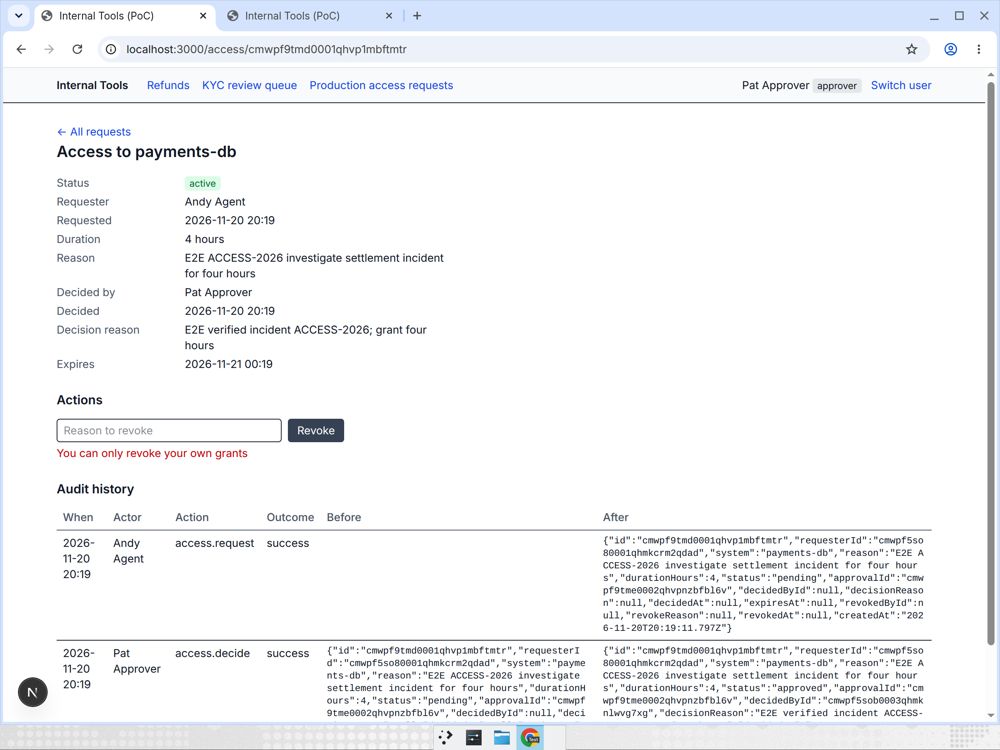 Internal Tools (PoC)
Internal Tools (PoC)
localhost:3000/access/cmwpf9tmd0001qhvp1mbftmtr
Internal Tools Refunds KYC review queue Production access requests Pat Approver approver Switch user
← All requests
Access to payments-db
Status active
Requester Andy Agent
Requested 2026-11-20 20:19
Duration 4 hours
Reason E2E ACCESS-2026 investigate settlement incident
for four hours
Decided by Pat Approver
Decided 2026-11-20 20:19
Decision reason E2E verified incident ACCESS-2026; grant four
hours
Expires 2026-11-21 00:19
Actions
Reason to revoke Revoke
You can only revoke your own grants
Audit history
When Actor Action Outcome Before After
2026-
11-20
20:19
Andy
Agent
access.request success
{"id":"cmwpf9tmd0001qhvp1mbftmtr","requesterId":"cmwpf5so
80001qhmkcrm2qdad","system":"payments-db","reason":"E2E A
CCESS-2026 investigate settlement incident for four hour
s","durationHours":4,"status":"pending","approvalId":"cmw
pf9tme0002qhvpnzbfbl6v","decidedById":null,"decisionReaso
n":null,"decidedAt":null,"expiresAt":null,"revokedById":n
ull,"revokeReason":null,"revokedAt":null,"createdAt":"202
6-11-20T20:19:11.797Z"}
2026-
11-20
20:19
Pat
Approver
access.decide success
{"id":"cmwpf9tmd0001qhvp1mbftmtr","requesterI
d":"cmwpf5so80001qhmkcrm2qdad","system":"payme
nts-db","reason":"E2E ACCESS-2026 investigate
settlement incident for four hours","durationH
ours":4,"status":"pending","approvalId":"cmwpf
9tme0002qhvpnzbfbl6v","decidedById":null,"deci
{"id":"cmwpf9tmd0001qhvp1mbftmtr","requesterId":"cmwpf5so
80001qhmkcrm2qdad","system":"payments-db","reason":"E2E A
CCESS-2026 investigate settlement incident for four hour
s","durationHours":4,"status":"approved","approvalId":"cm
wpf9tme0002qhvpnzbfbl6v","decidedById":"cmwpf5sob0003qhmk
nlwvg7xg","decisionReason":"E2E verified incident ACCESS-
N